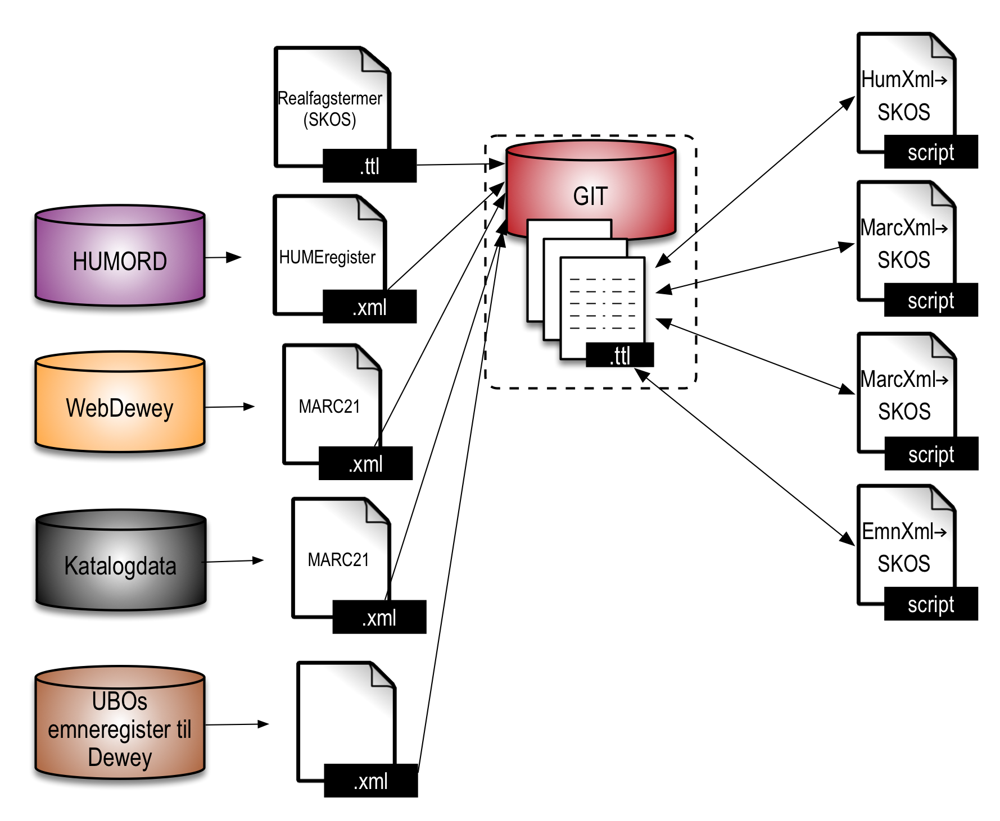 Realfagstermer
(SKOS)
.ttl
HUMORD
HUMEregister
.xml
WebDewey
MARC21
.xml
Katalogdata
MARC21
.xml
UBOs
emneregister til
Dewey
.xml
GIT
.ttl
HumXml→
SKOS
script
MarcXml→
SKOS
script
MarcXml→
SKOS
script
EmnXml→
SKOS
script